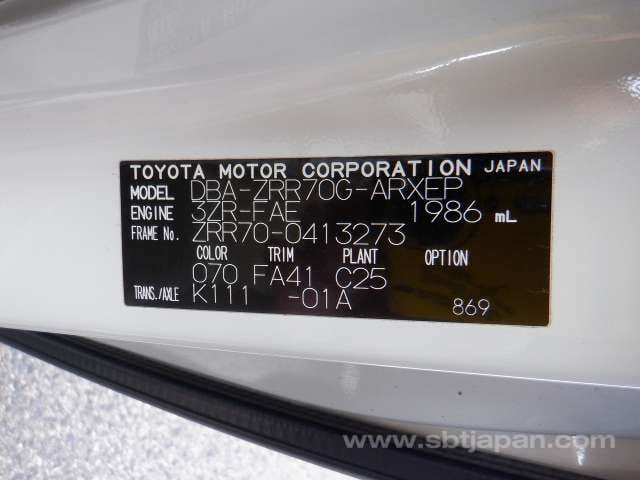 TOYOTA MOTOR CORPORATION JAPAN
MODEL DBA-ZRR70G-ARXEP
ENGINE 3ZR-FAE 1986 mL
FRAME No. ZRR70-0413273
COLOR TRIM PLANT OPTION
070 FA41 C25
TRANS./AXLE K111 -01A
869
www.sbtjapan.com/